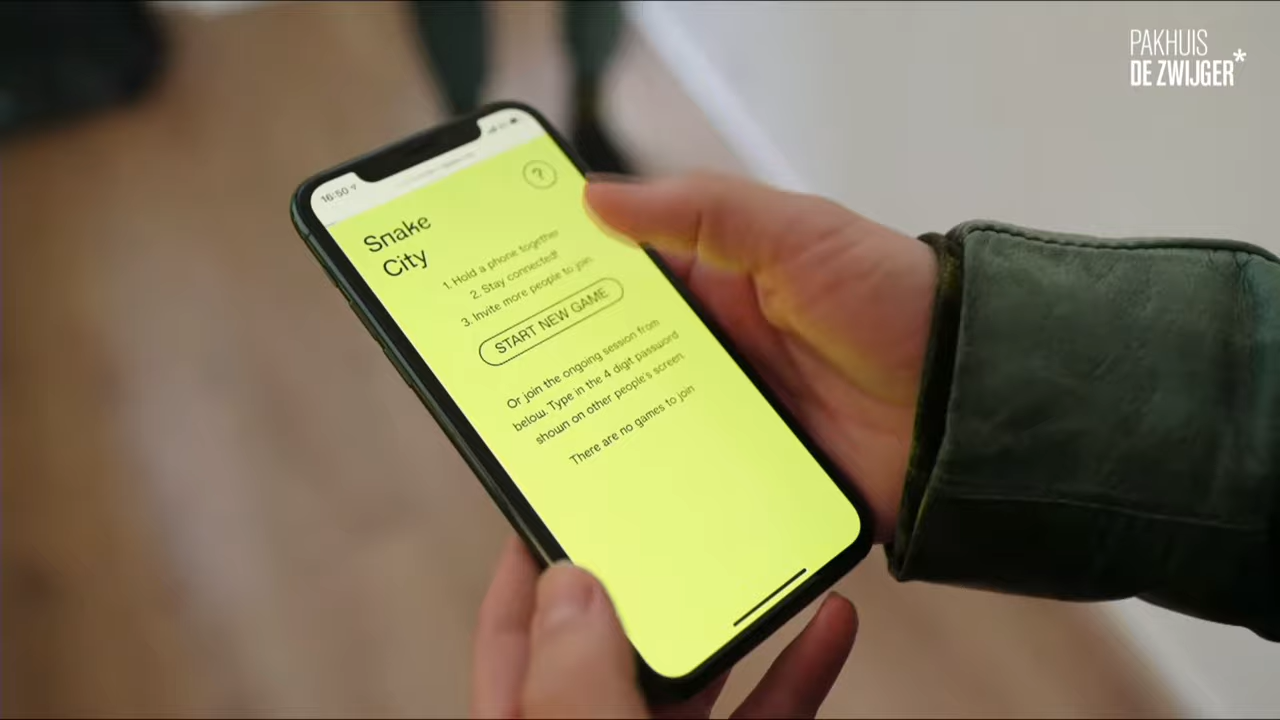 PAKHUIS
DE ZWIJGER*
16:50
?
Snake
City
1. Hold a phone together
2. Stay connected!
3. Invite more people to join.
START NEW GAME
Or join the ongoing session from
below. Type in the 4 digit password
shown on other people's screen.
There are no games to join